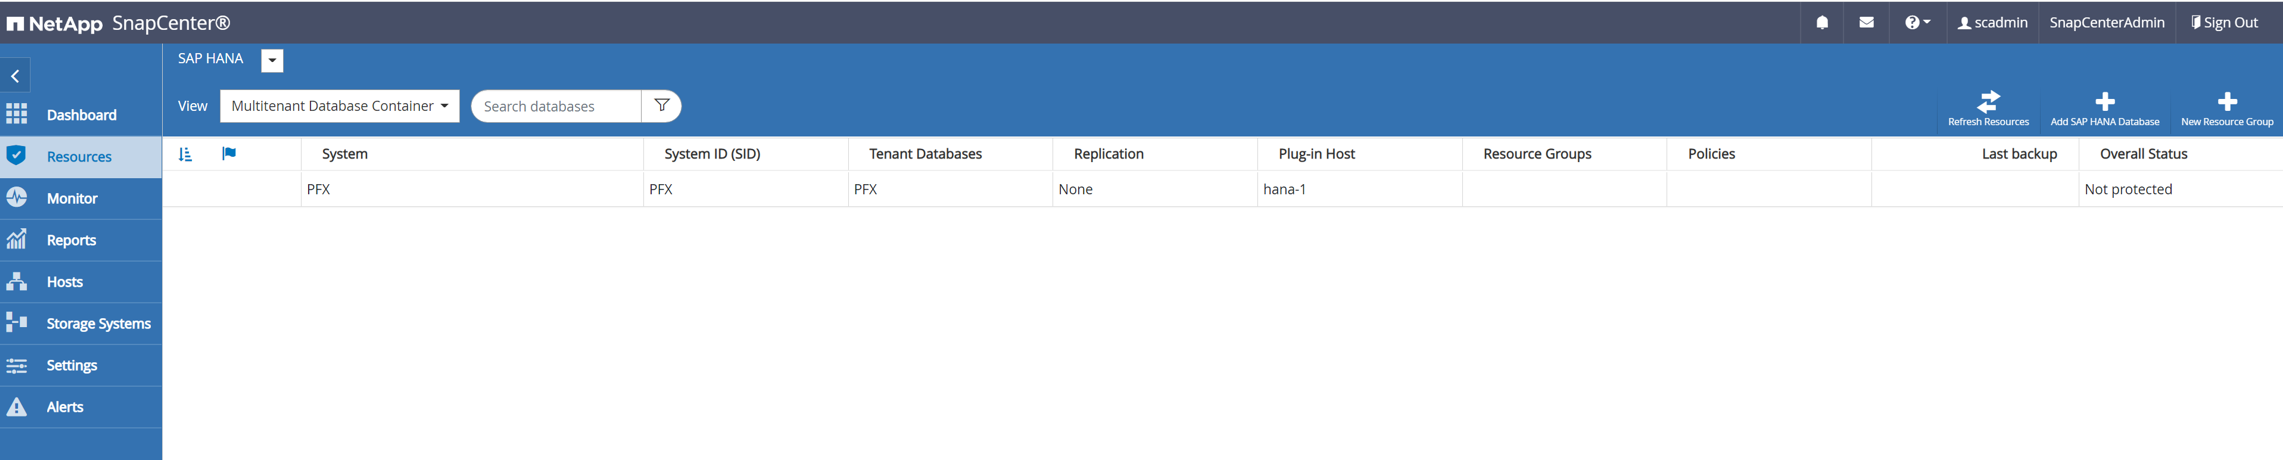 NetApp SnapCenter®
scadmin SnapCenterAdmin Sign Out
SAP HANA
View Multitenant Database Container Search databases
Refresh Resources Add SAP HANA Database New Resource Group
Dashboard
Resources
Monitor
Reports
Hosts
Storage Systems
Settings
Alerts
System System ID (SID) Tenant Databases Replication Plug-in Host Resource Groups Policies Last backup Overall Status
PFX PFX PFX None hana-1 Not protected